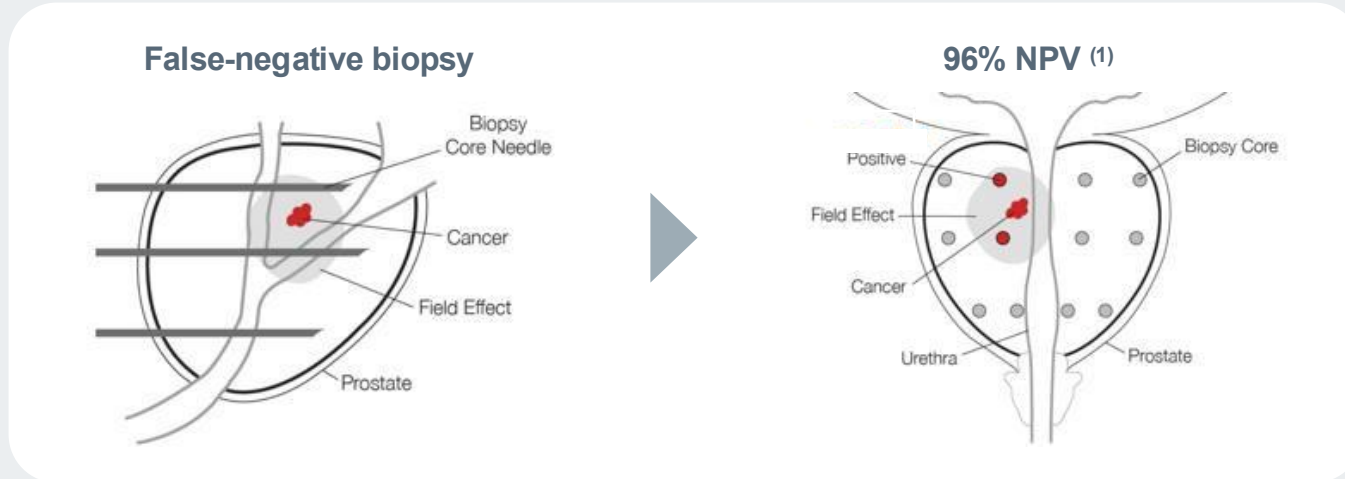 False-negative biopsy
Biopsy
Core Needle
Cancer
Field Effect
Prostate
96% NPV (1)
Positive
Biopsy Core
Field Effect
Cancer
Urethra
Prostate